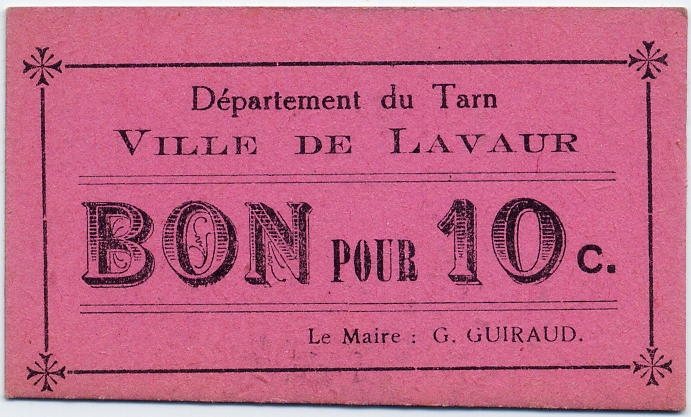 Département du Tarn
VILLE DE LAVAUR
BON POUR 10 C.
Le Maire : G. GUIRAUD.